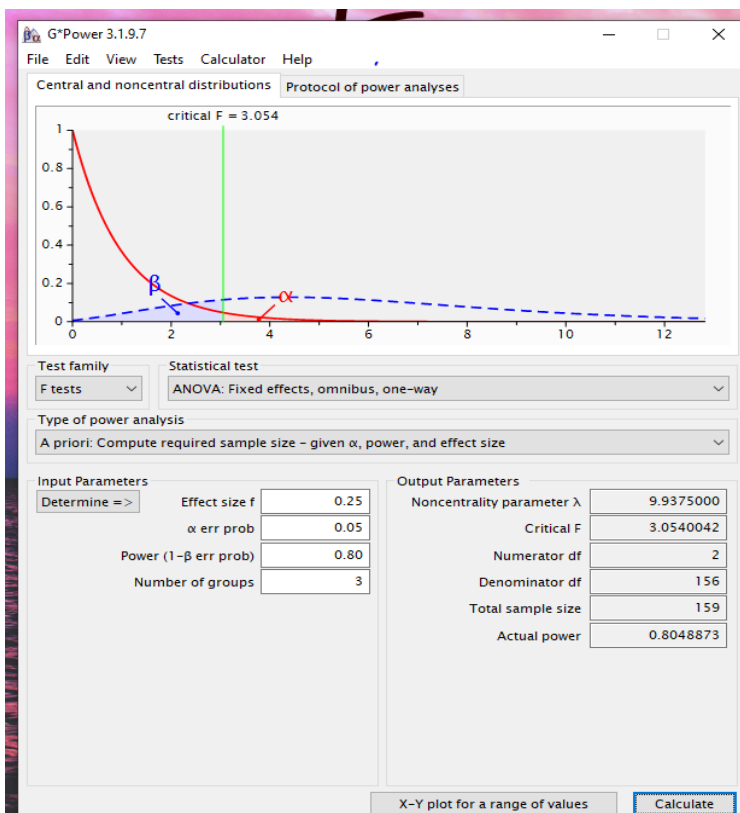 G*Power 3.1.9.7
File Edit View Tests Calculator Help
Central and noncentral distributions Protocol of power analyses
critical F = 3.054
1
0.8
0.6
0.4
0.2
0
β
α
0 2 4 6 8 10 12
Test family Statistical test
F tests ANOVA: Fixed effects, omnibus, one-way
Type of power analysis
A priori: Compute required sample size – given α, power, and effect size
Input Parameters Output Parameters
Determine => Effect size f 0.25 Noncentrality parameter λ 9.9375000
α err prob 0.05 Critical F 3.0540042
Power (1-β err prob) 0.80 Numerator df 2
Number of groups 3 Denominator df 156
Total sample size 159
Actual power 0.8048873
X-Y plot for a range of values Calculate